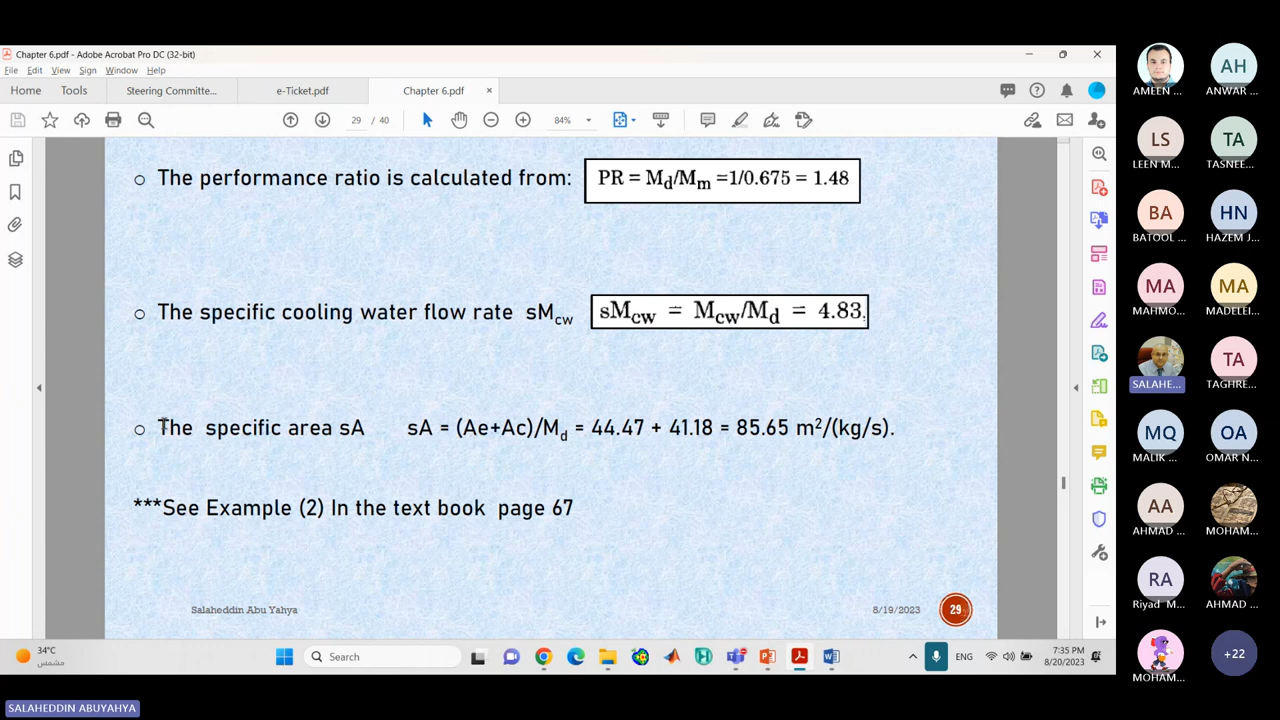 Chapter 6.pdf - Adobe Acrobat Pro DC (32-bit)
File Edit View Sign Window Help
Home Tools Steering Committe... e-Ticket.pdf Chapter 6.pdf ×
29 / 40 84%
○ The performance ratio is calculated from: PR = Md/Mm =1/0.675 = 1.48
○ The specific cooling water flow rate sMcw sMcw = Mcw/Md = 4.83.
○ The specific area sA sA = (Ae+Ac)/Md = 44.47 + 41.18 = 85.65 m²/(kg/s).
***See Example (2) In the text book page 67
Salaheddin Abu Yahya 8/19/2023 29
34°C
مشمس
Search
ENG
7:35 PM
8/20/2023
SALAHEDDIN ABUYAHYA
AMEEN ...
AH
ANWAR ...
LS
LEEN M...
TA
TASNEE...
BA
BATOOL ...
HN
HAZEM J...
MA
MAHMO...
MA
MADELEI...
SALAHE...
TA
TAGHRE...
MQ
MALIK ...
OA
OMAR N...
AA
AHMAD ...
MOHAM...
RA
Riyad M...
AHMAD ...
MOHAM...
+22